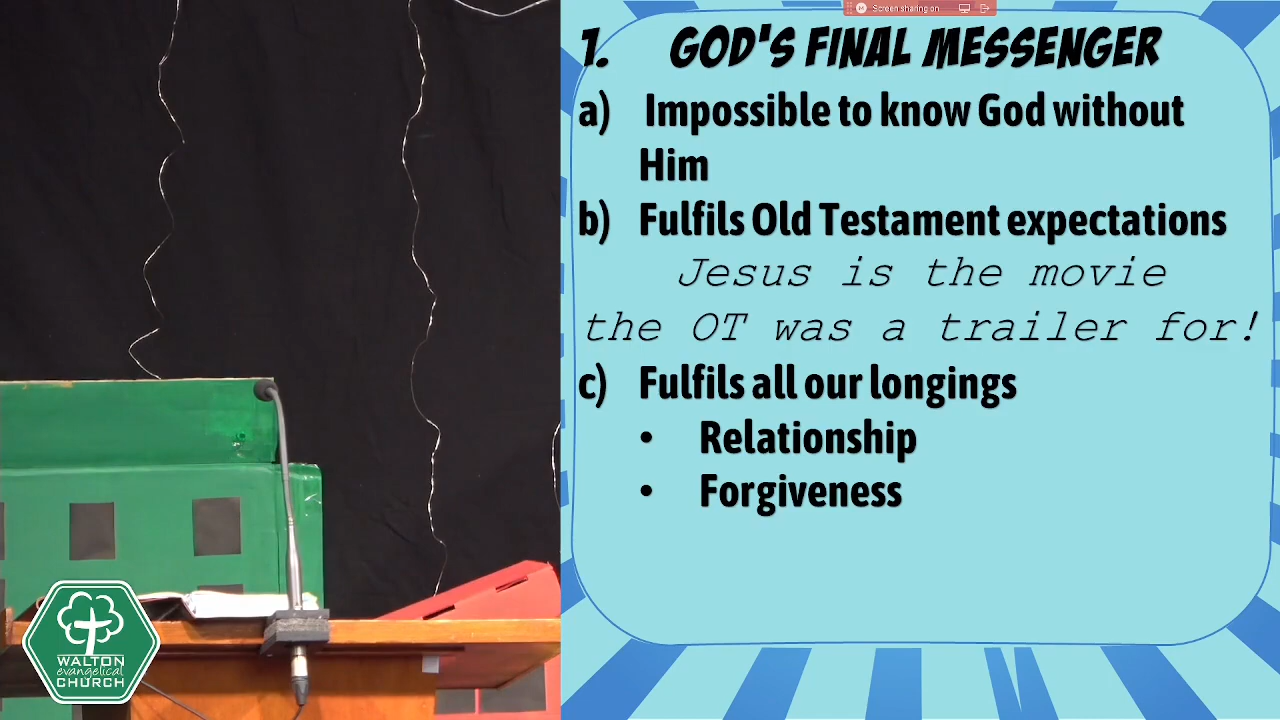 Screen sharing on
1. GOD'S FINAL MESSENGER
a) Impossible to know God without
Him
b) Fulfils Old Testament expectations
Jesus is the movie
the OT was a trailer for!
c) Fulfils all our longings
• Relationship
• Forgiveness
WALTON
evangelical
CHURCH